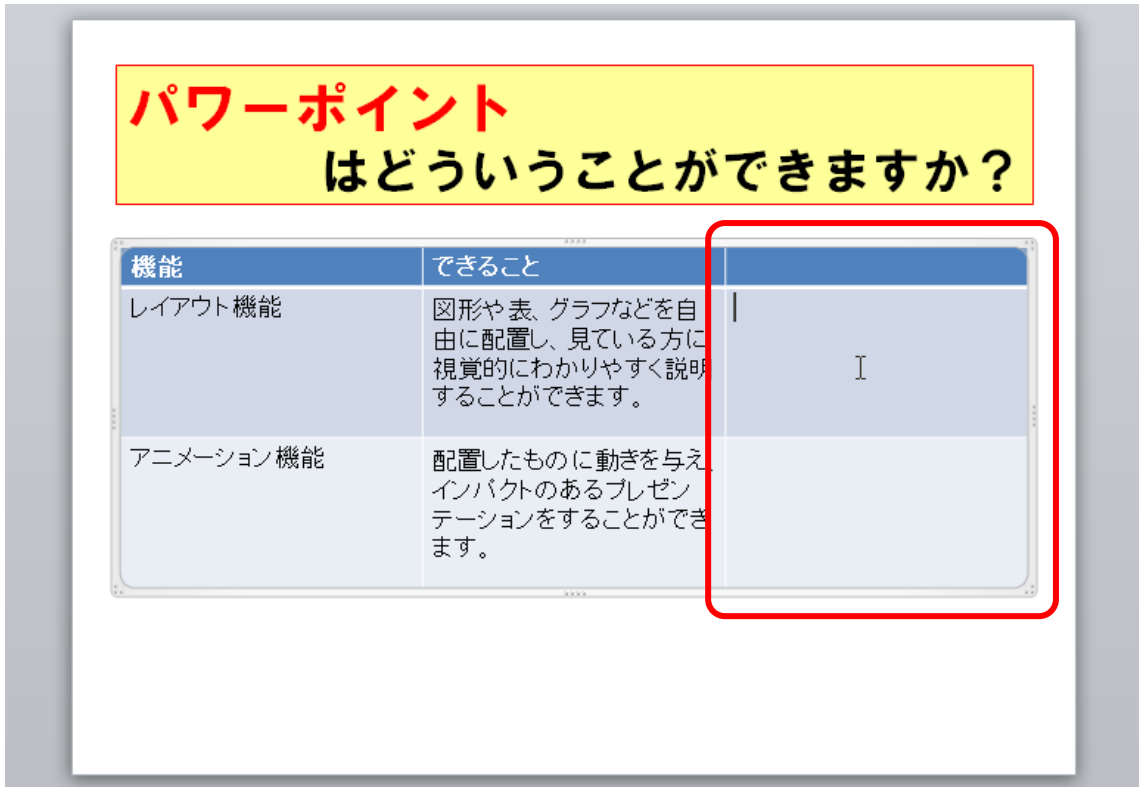 パワーポイント
はどういうことができますか？
機能
できること
レイアウト機能
図形や表、グラフなどを自
由に配置し、見ている方に
視覚的にわかりやすく説明
することができます。
アニメーション機能
配置したものに動きを与え、
インパクトのあるプレゼン
テーションをすることができ
ます。